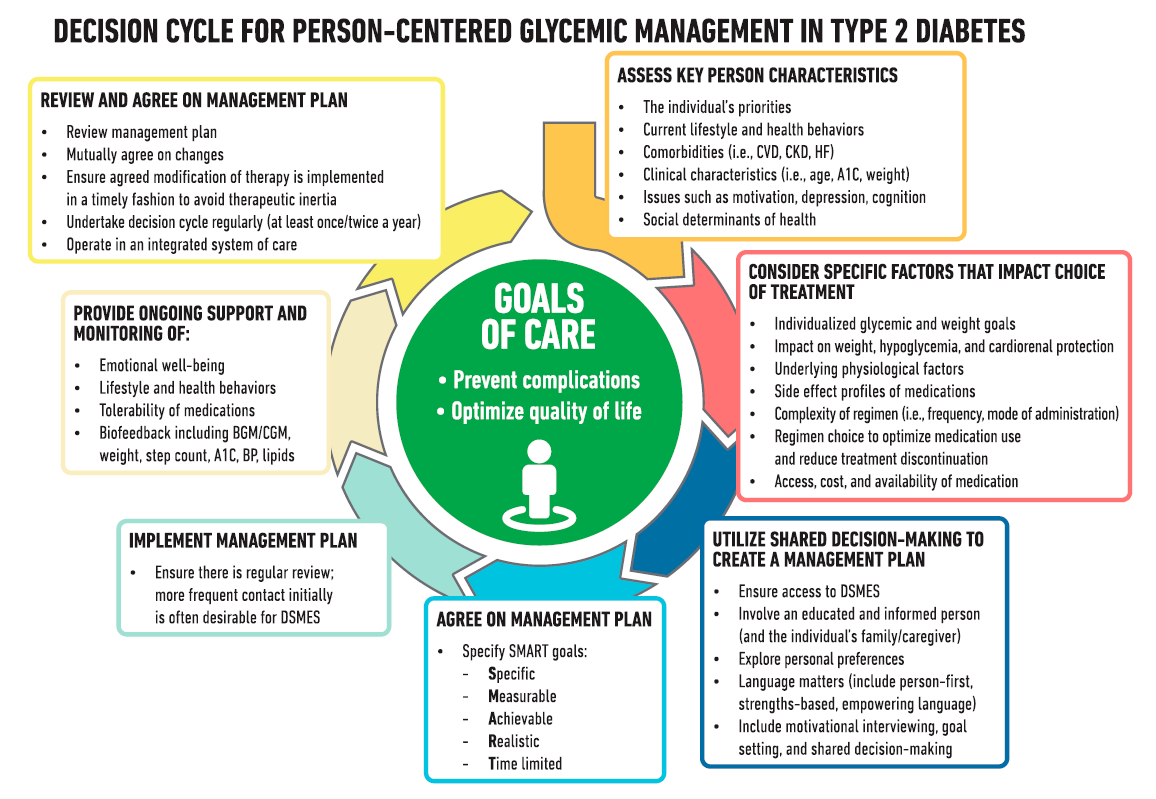 DECISION CYCLE FOR PERSON-CENTERED GLYCEMIC MANAGEMENT IN TYPE 2 DIABETES
GOALS
OF CARE
• Prevent complications
• Optimize quality of life
ASSESS KEY PERSON CHARACTERISTICS
• The individual's priorities
• Current lifestyle and health behaviors
• Comorbidities (i.e., CVD, CKD, HF)
• Clinical characteristics (i.e., age, A1C, weight)
• Issues such as motivation, depression, cognition
• Social determinants of health
CONSIDER SPECIFIC FACTORS THAT IMPACT CHOICE
OF TREATMENT
• Individualized glycemic and weight goals
• Impact on weight, hypoglycemia, and cardiorenal protection
• Underlying physiological factors
• Side effect profiles of medications
• Complexity of regimen (i.e., frequency, mode of administration)
• Regimen choice to optimize medication use
and reduce treatment discontinuation
• Access, cost, and availability of medication
UTILIZE SHARED DECISION-MAKING TO
CREATE A MANAGEMENT PLAN
• Ensure access to DSMES
• Involve an educated and informed person
(and the individual's family/caregiver)
• Explore personal preferences
• Language matters (include person-first,
strengths-based, empowering language)
• Include motivational interviewing, goal
setting, and shared decision-making
AGREE ON MANAGEMENT PLAN
• Specify SMART goals:
- Specific
- Measurable
- Achievable
- Realistic
- Time limited
IMPLEMENT MANAGEMENT PLAN
• Ensure there is regular review;
more frequent contact initially
is often desirable for DSMES
PROVIDE ONGOING SUPPORT AND
MONITORING OF:
• Emotional well-being
• Lifestyle and health behaviors
• Tolerability of medications
• Biofeedback including BGM/CGM,
weight, step count, A1C, BP, lipids
REVIEW AND AGREE ON MANAGEMENT PLAN
• Review management plan
• Mutually agree on changes
• Ensure agreed modification of therapy is implemented
in a timely fashion to avoid therapeutic inertia
• Undertake decision cycle regularly (at least once/twice a year)
• Operate in an integrated system of care